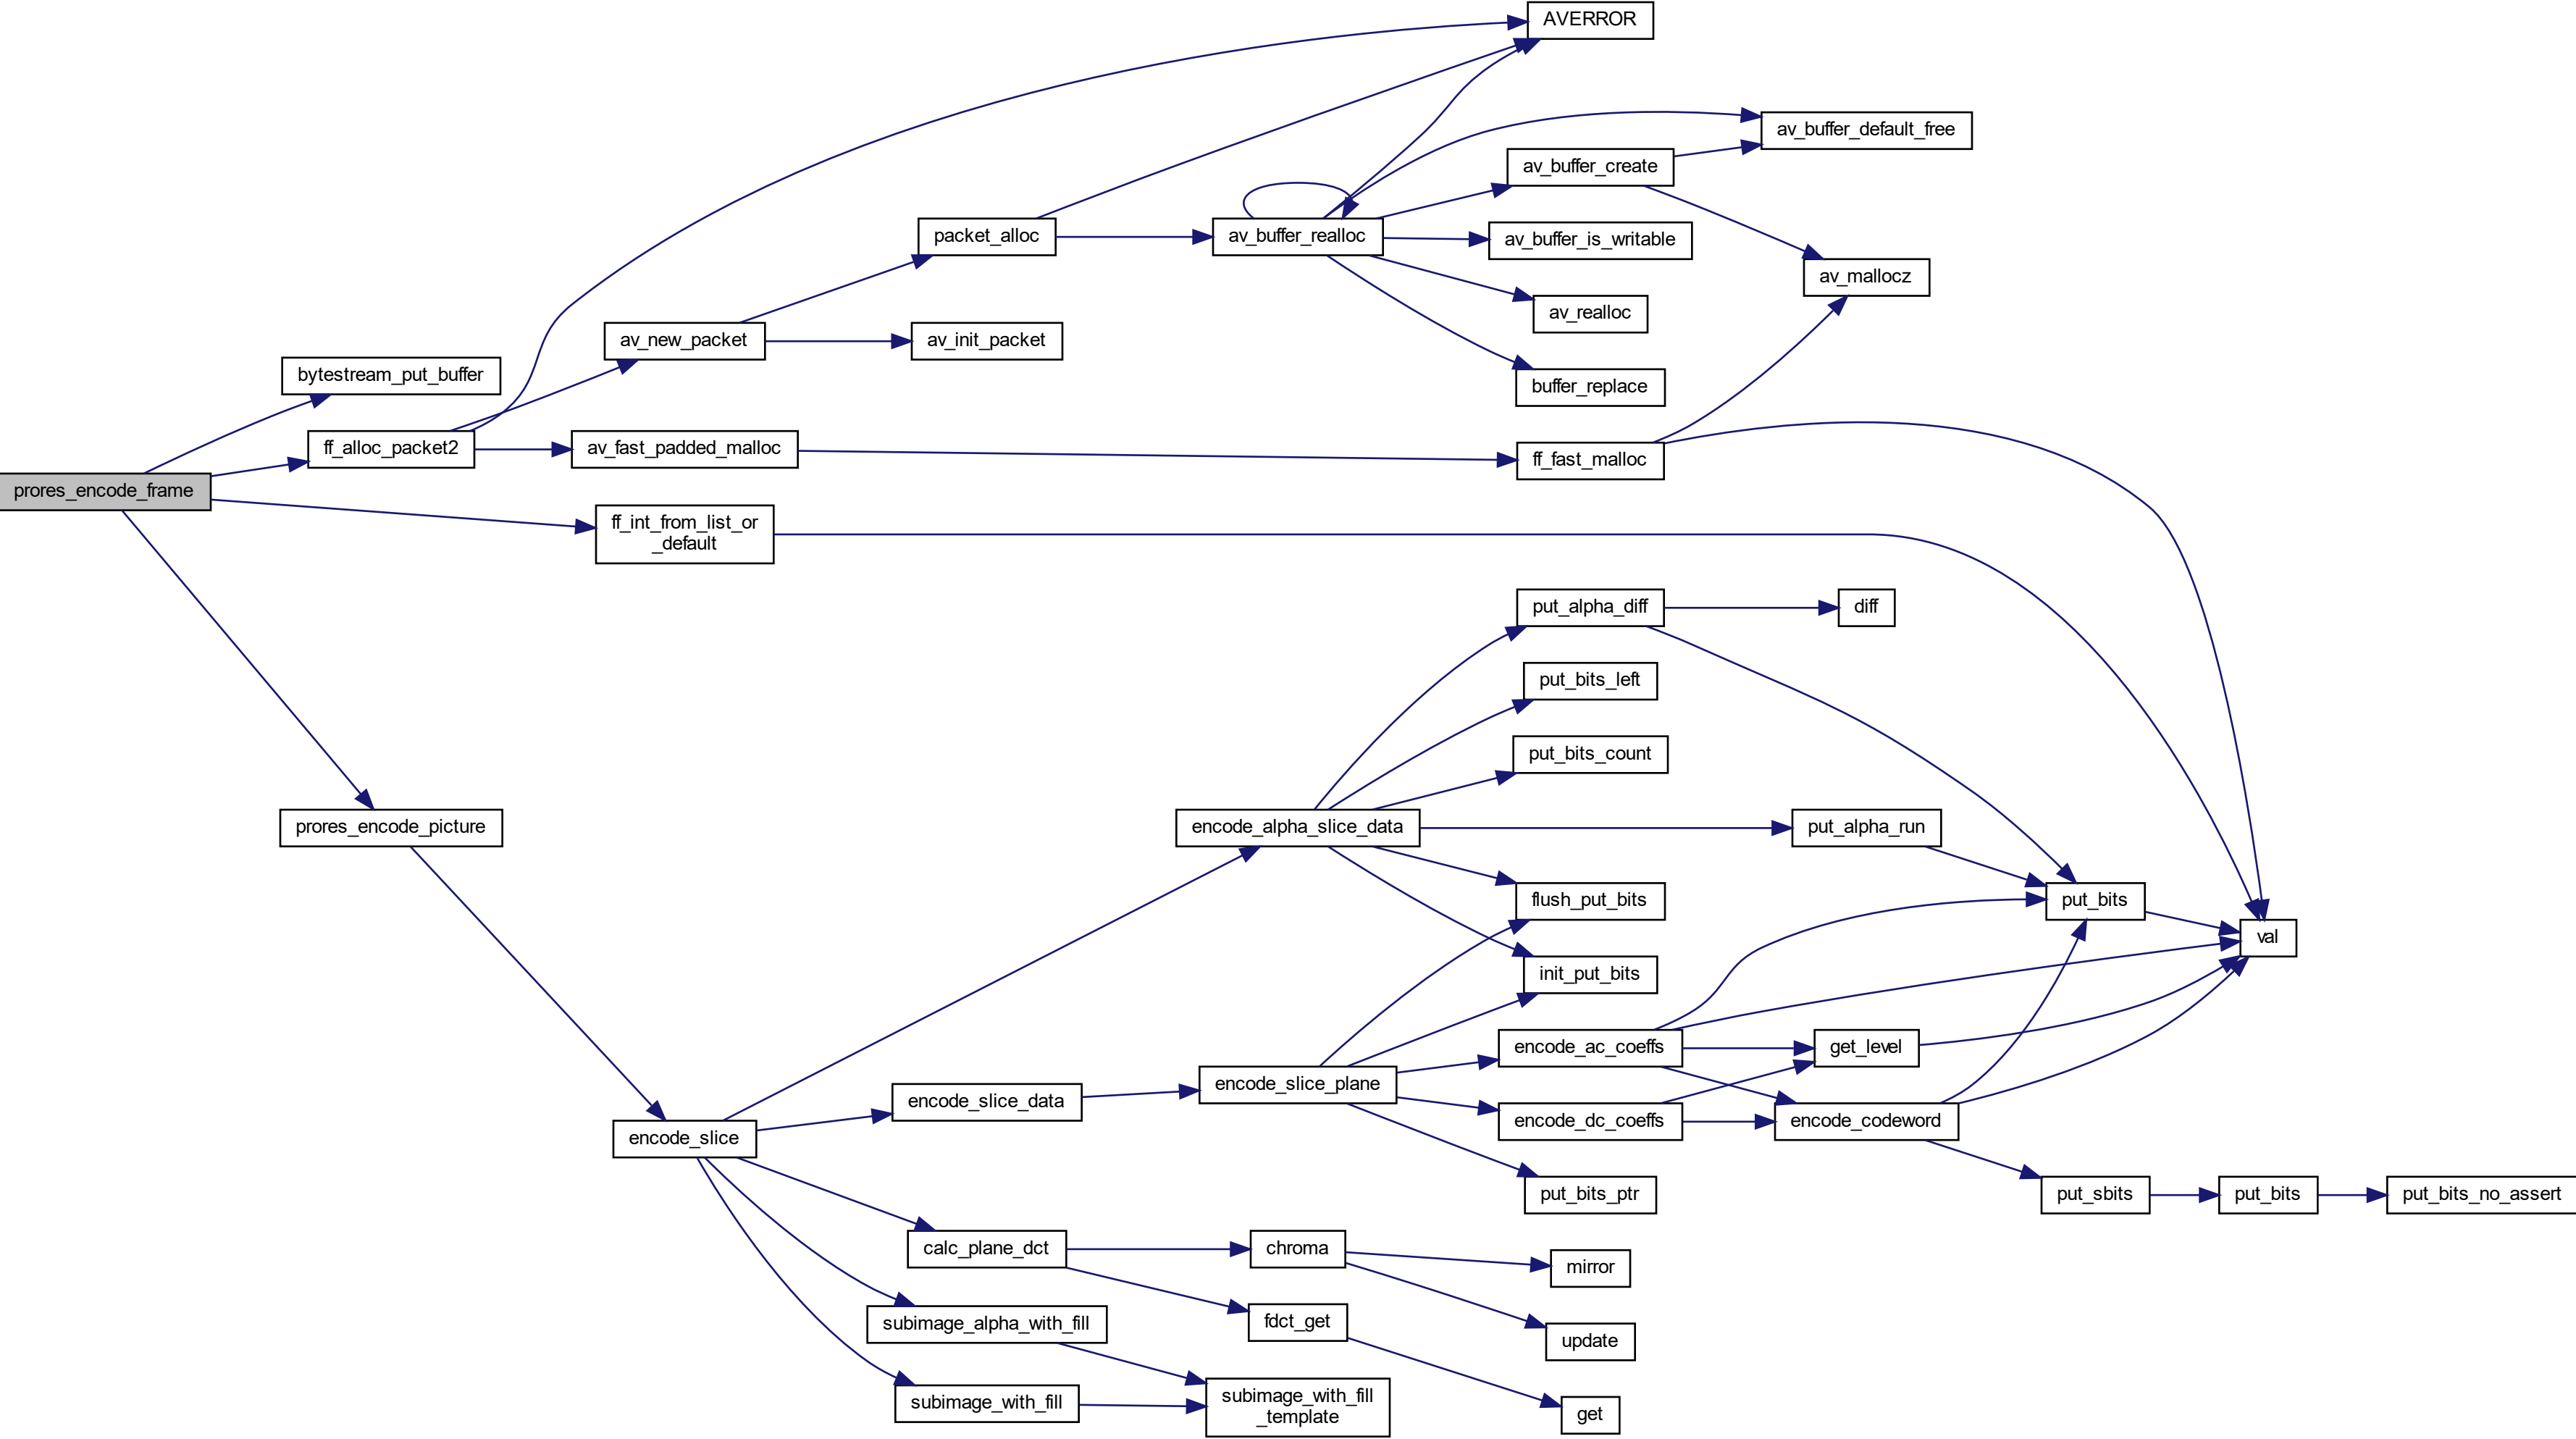 AVERROR
av_buffer_default_free
av_buffer_create
packet_alloc
av_buffer_realloc
av_buffer_is_writable
av_mallocz
av_realloc
av_new_packet
av_init_packet
bytestream_put_buffer
buffer_replace
ff_alloc_packet2
av_fast_padded_malloc
ff_fast_malloc
prores_encode_frame
ff_int_from_list_or
_default
put_alpha_diff
diff
put_bits_left
put_bits_count
prores_encode_picture
encode_alpha_slice_data
put_alpha_run
flush_put_bits
put_bits
val
init_put_bits
encode_ac_coeffs
get_level
encode_slice_data
encode_slice_plane
encode_dc_coeffs
encode_codeword
encode_slice
put_bits_ptr
put_sbits
put_bits
put_bits_no_assert
calc_plane_dct
chroma
mirror
subimage_alpha_with_fill
fdct_get
update
subimage_with_fill
subimage_with_fill
_template
get